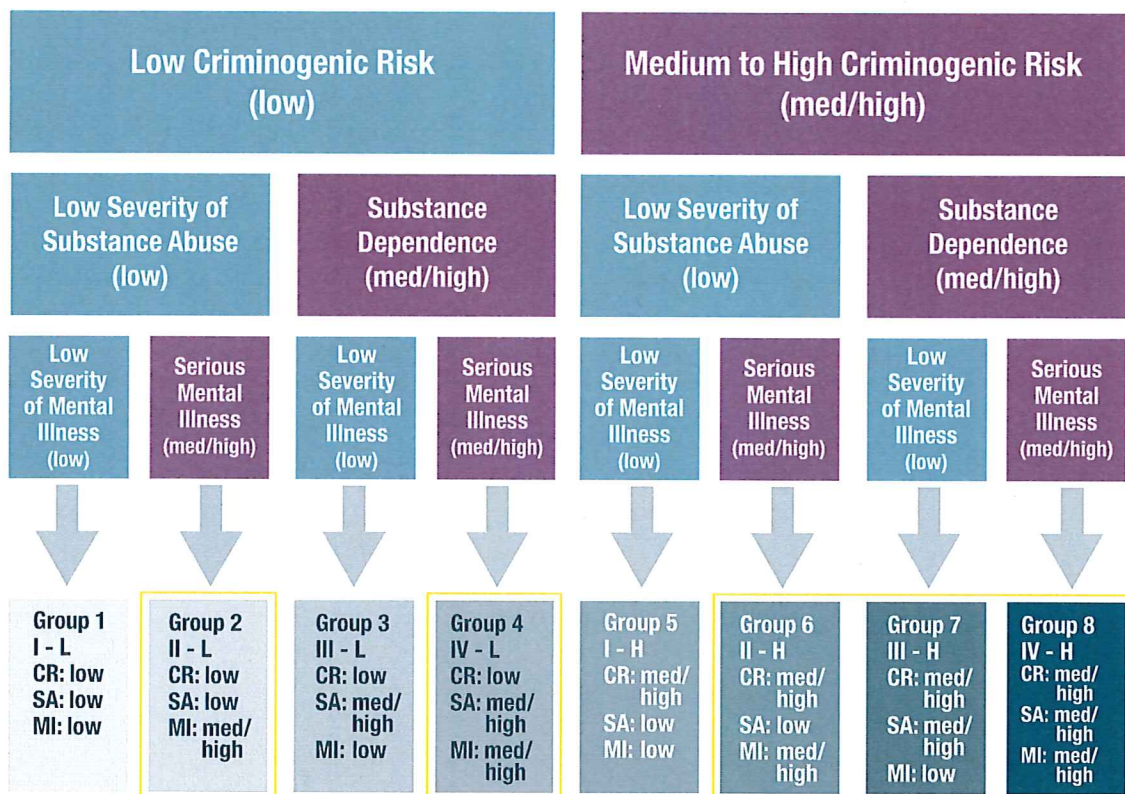 Low Criminogenic Risk
(low)
Medium to High Criminogenic Risk
(med/high)
Low Severity of
Substance Abuse
(low)
Substance
Dependence
(med/high)
Low Severity of
Substance Abuse
(low)
Substance
Dependence
(med/high)
Low
Severity
of Mental
Illness
(low)
Serious
Mental
Illness
(med/high)
Low
Severity
of Mental
Illness
(low)
Serious
Mental
Illness
(med/high)
Low
Severity
of Mental
Illness
(low)
Serious
Mental
Illness
(med/high)
Low
Severity
of Mental
Illness
(low)
Serious
Mental
Illness
(med/high)
Group 1
I - L
CR: low
SA: low
MI: low
Group 2
II - L
CR: low
SA: low
MI: med/
high
Group 3
III - L
CR: low
SA: med/
high
MI: low
Group 4
IV - L
CR: low
SA: med/
high
MI: med/
high
Group 5
I - H
CR: med/
high
SA: low
MI: low
Group 6
II - H
CR: med/
high
SA: low
MI: med/
high
Group 7
III - H
CR: med/
high
SA: med/
high
MI: low
Group 8
IV - H
CR: med/
high
SA: med/
high
MI: med/
high